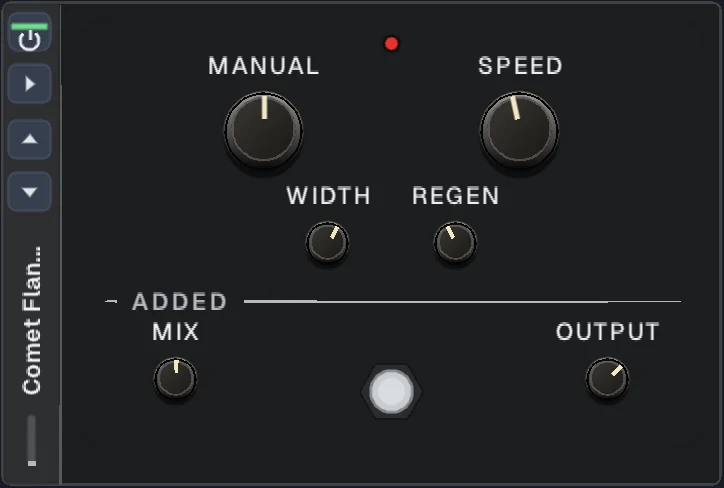 MANUAL SPEED
WIDTH REGEN
ADDED
MIX OUTPUT
Comet Flan...